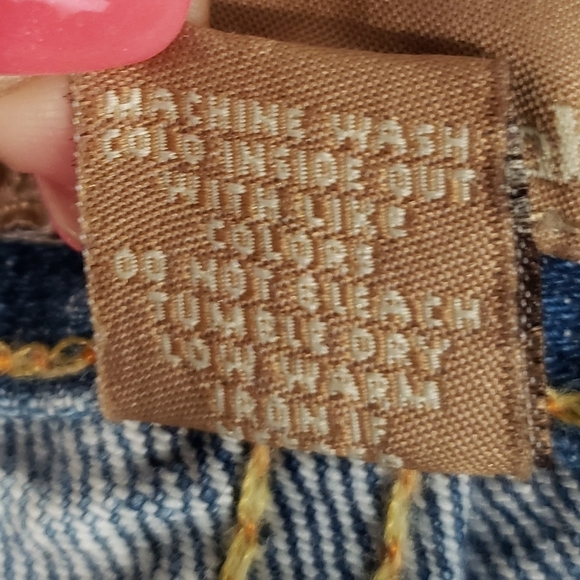 MACHINE WASH
COLD INSIDE OUT
WITH LIKE
COLORS
DO NOT BLEACH
TUMBLE DRY
LOW WARM
IRON IF